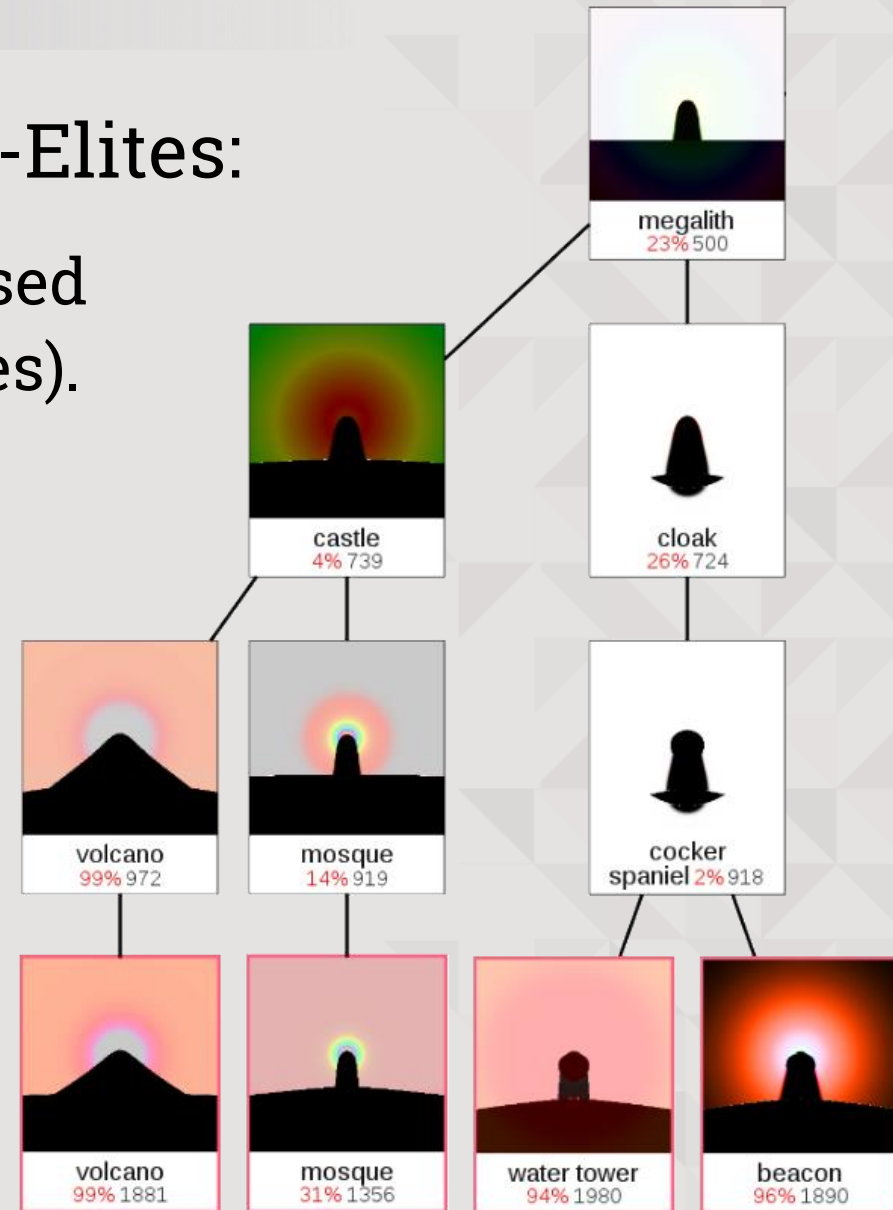 -Elites:
sed
es).
megalith
23% 500
castle
4% 739
cloak
26% 724
volcano
99% 972
mosque
14% 919
cocker
spaniel 2% 918
volcano
99% 1881
mosque
31% 1356
water tower
94% 1980
beacon
96% 1890